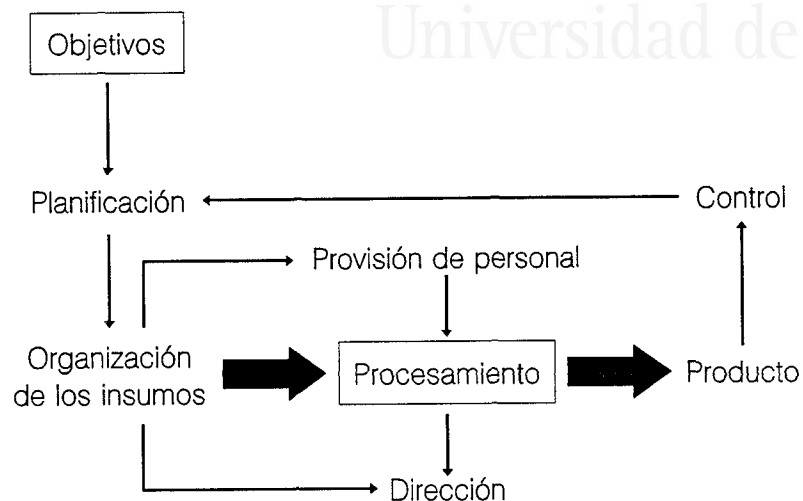 Universidad de
Objetivos
Planificación
Control
Provisión de personal
Organización
de los insumos
Procesamiento
Producto
Dirección